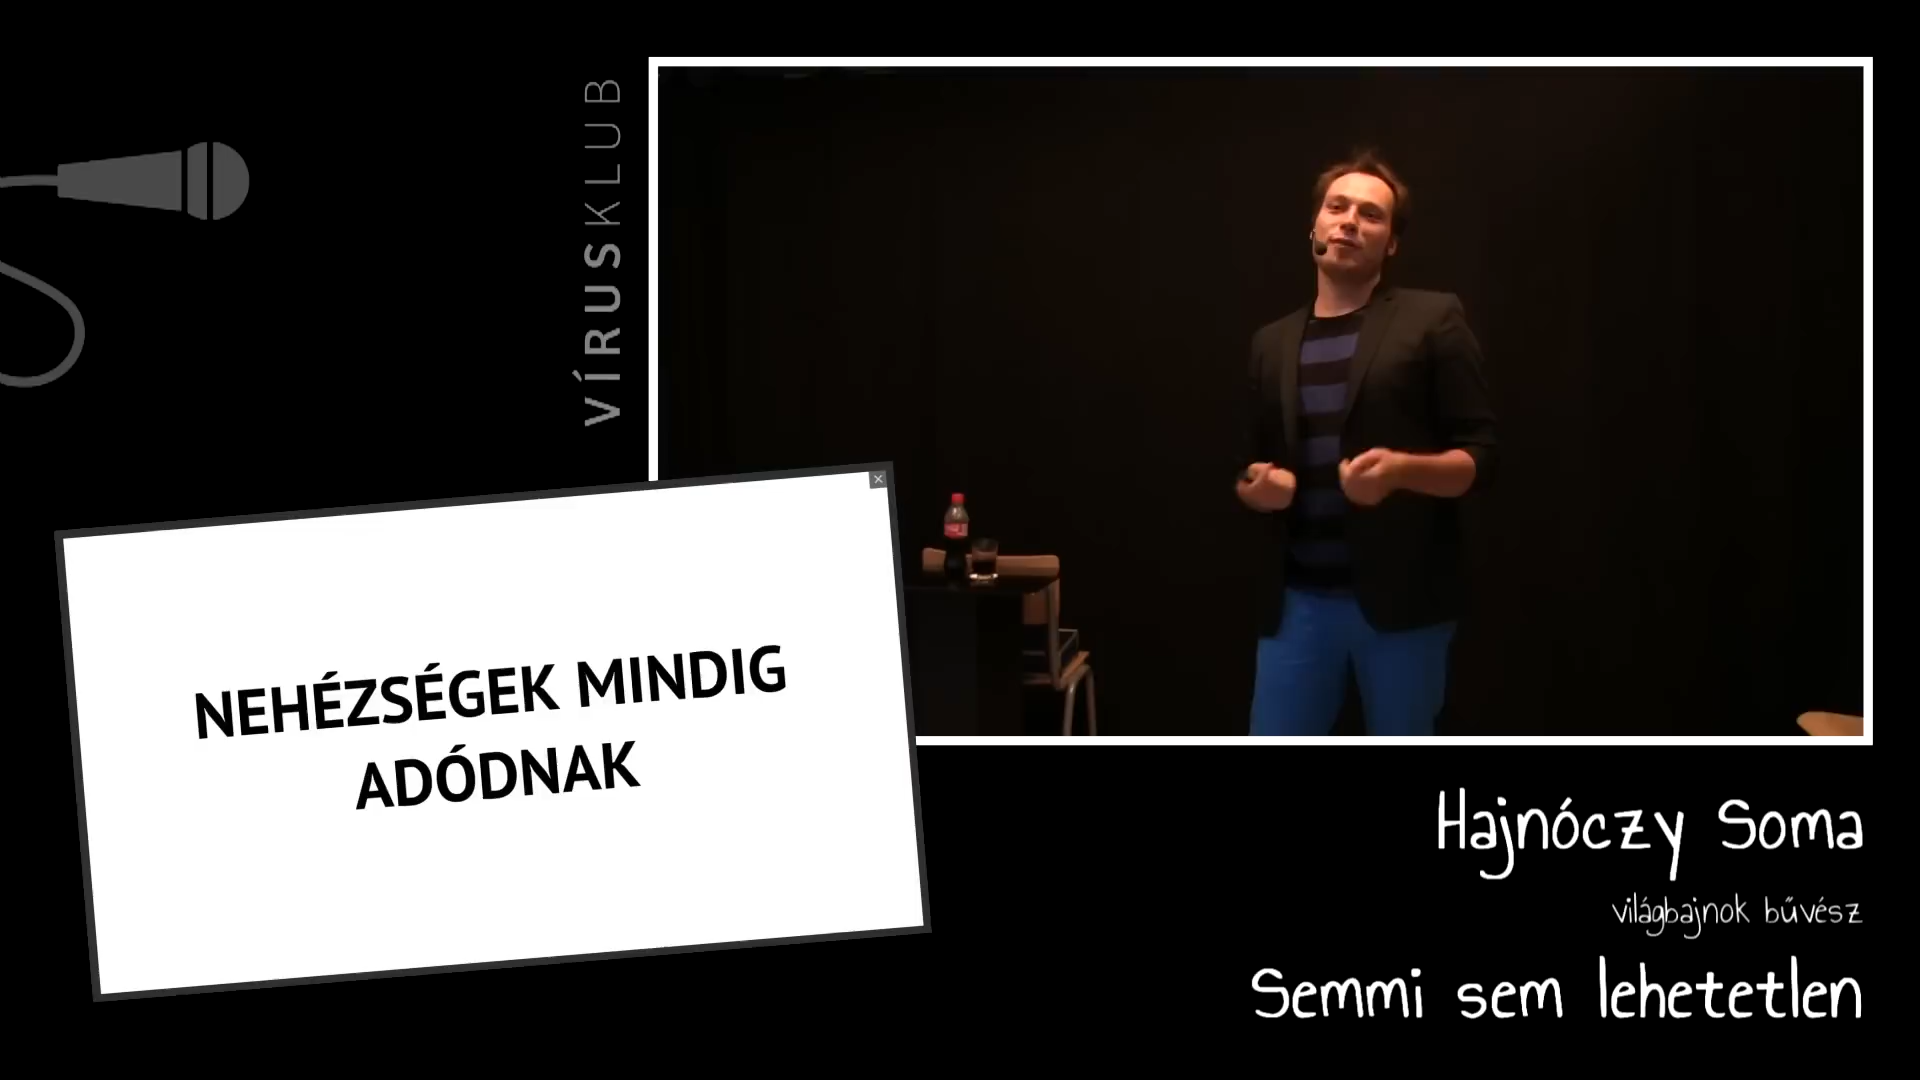 VÍRUSKLUB
NEHÉZSÉGEK MINDIG
ADÓDNAK
Hajnóczy Soma
világbajnok bűvész
Semmi sem lehetetlen